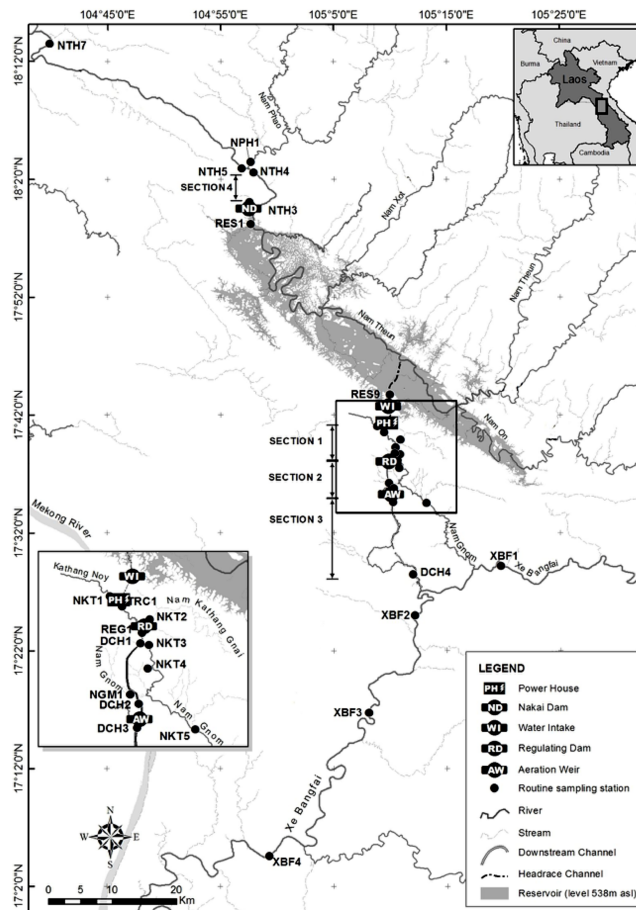 104°45'E 104°55'E 105°5'E 105°15'E 105°25'E
18°12'0"N
18°2'0"N
17°52'0"N
17°42'0"N
17°32'0"N
17°22'0"N
17°12'0"N
17°2'0"N
China
Burma
Vietnam
Laos
Thailand
Cambodia
NTH7
Nam Phao
NPH1
NTH5
NTH4
SECTION 4
ND
NTH3
RES1
Nam Xot
Nam Theun
Nam Theun
Nam On
RES9
WI
PH
SECTION 1
RD
SECTION 2
AW
SECTION 3
Nam Gnom
XBF1
Xe Bangfai
DCH4
XBF2
XBF3
Xe Bangfai
XBF4
Mekong River
Kathang Noy
WI
PH
NKT1
TRC1
Nam Kathang Gnai
NKT2
RD
REG1
DCH1
NKT3
NKT4
Nam Gnom
NGM1
DCH2
Nam Gnom
AW
DCH3
NKT5
N
W E
S
0 5 10 20
Km
LEGEND
PH Power House
ND Nakai Dam
WI Water Intake
RD Regulating Dam
AW Aeration Weir
Routine sampling station
River
Stream
Downstream Channel
Headrace Channel
Reservoir (level 538m asl)